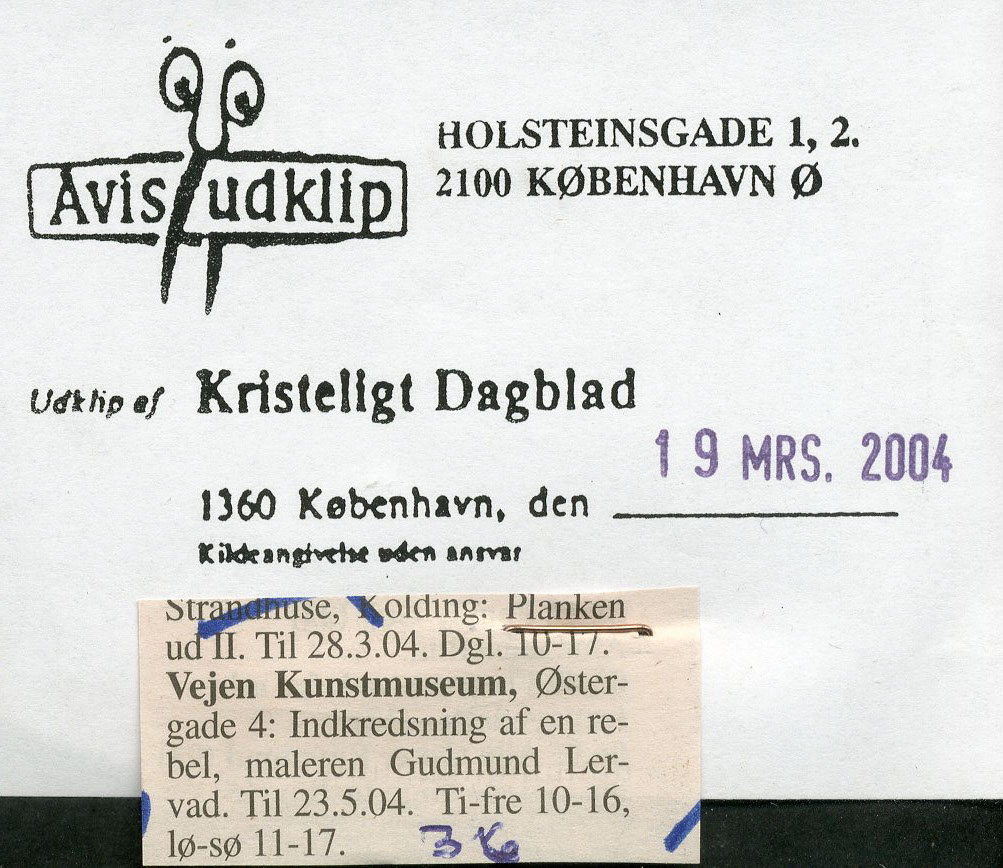 Avis udklip
HOLSTEINSGADE 1, 2.
2100 KØBENHAVN Ø
Udklip af Kristeligt Dagblad
19 MRS. 2004
1360 København, den
Kildeangivelse uden ansvar
Strandhuse, Kolding: Planken
ud II. Til 28.3.04. Dgl. 10-17.
Vejen Kunstmuseum, Øster-
gade 4: Indkredsning af en re-
bel, maleren Gudmund Ler-
vad. Til 23.5.04. Ti-fre 10-16,
lø-sø 11-17.